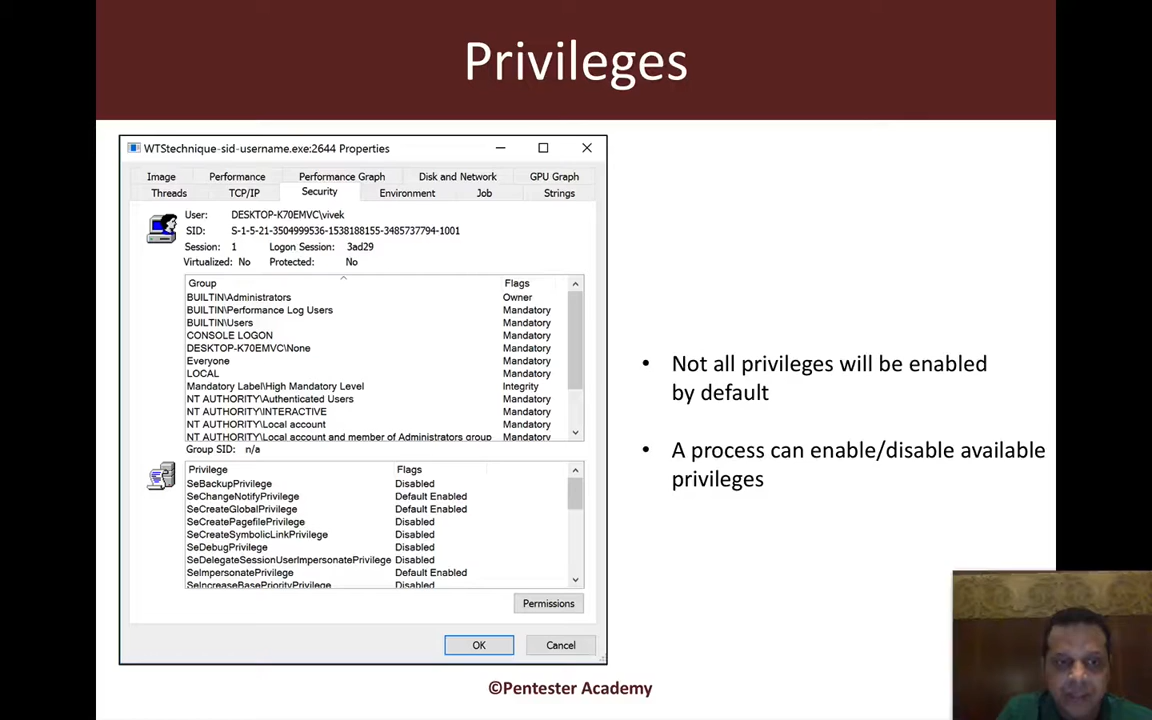 Privileges
WTStechnique-sid-username.exe:2644 Properties
Image Performance Performance Graph Disk and Network GPU Graph
Threads TCP/IP Security Environment Job Strings
User: DESKTOP-K70EMVC\vivek
SID: S-1-5-21-3504999536-1538188155-3485737794-1001
Session: 1 Logon Session: 3ad29
Virtualized: No Protected: No
Group Flags
BUILTIN\Administrators Owner
BUILTIN\Performance Log Users Mandatory
BUILTIN\Users Mandatory
CONSOLE LOGON Mandatory
DESKTOP-K70EMVC\None Mandatory
Everyone Mandatory
LOCAL Mandatory
Mandatory Label\High Mandatory Level Integrity
NT AUTHORITY\Authenticated Users Mandatory
NT AUTHORITY\INTERACTIVE Mandatory
NT AUTHORITY\Local account Mandatory
NT AUTHORITY\Local account and member of Administrators group Mandatory
Group SID: n/a
Privilege Flags
SeBackupPrivilege Disabled
SeChangeNotifyPrivilege Default Enabled
SeCreateGlobalPrivilege Default Enabled
SeCreatePagefilePrivilege Disabled
SeCreateSymbolicLinkPrivilege Disabled
SeDebugPrivilege Disabled
SeDelegateSessionUserImpersonatePrivilege Disabled
SeImpersonatePrivilege Default Enabled
SeIncreaseBasePriorityPrivilege Disabled
Permissions
OK Cancel
• Not all privileges will be enabled
by default
• A process can enable/disable available
privileges
©Pentester Academy